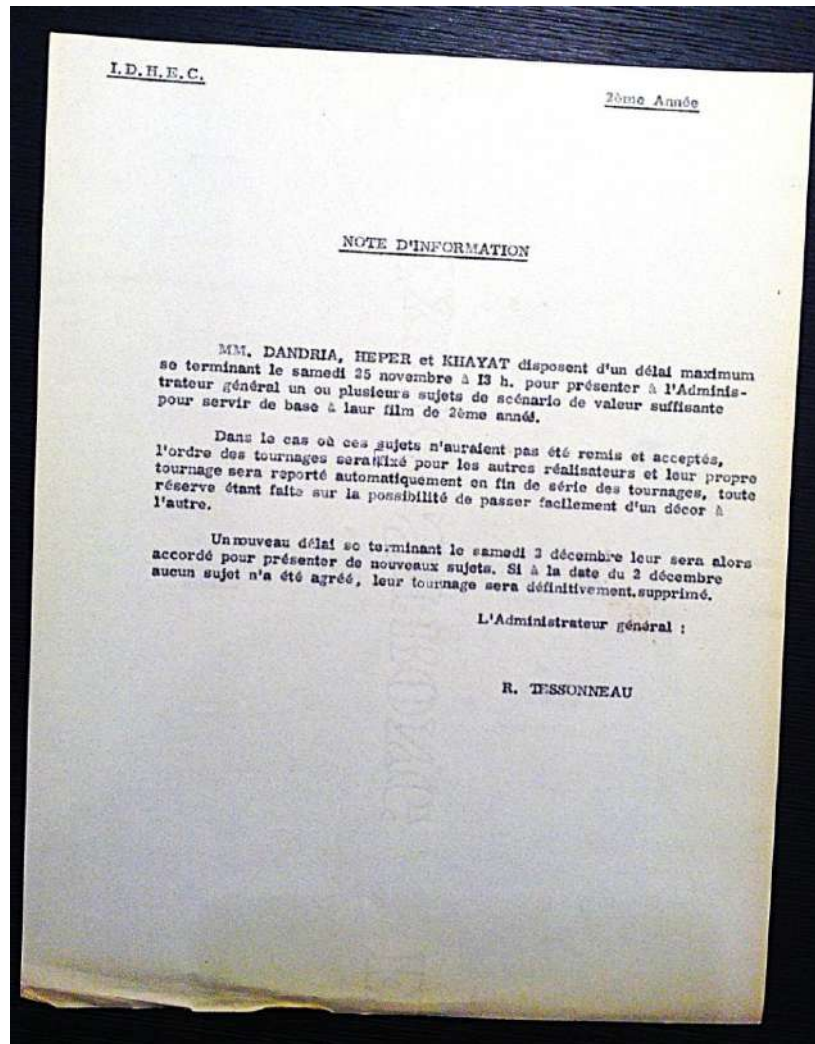 I.D.H.E.C.
2ème Année
NOTE D'INFORMATION
MM. DANDRIA, HEPER et KHAYAT disposent d'un délai maximum
se terminant le samedi 25 novembre à I3 h. pour présenter à l'Adminis-
trateur général un ou plusieurs sujets de scénario de valeur suffisante
pour servir de base à laur film de 2ème année.
Dans le cas où ces sujets n'auraient pas été remis et acceptés,
l'ordre des tournages sera fixé pour les autres réalisateurs et leur propre
tournage sera reporté automatiquement en fin de série des tournages, toute
réserve étant faite sur la possibilité de passer facilement d'un décor à
l'autre.
Un nouveau délai se terminant le samedi 2 décembre leur sera alors
accordé pour présenter de nouveaux sujets. Si à la date du 2 décembre
aucun sujet n'a été agréé, leur tournage sera définitivement.supprimé.
L'Administrateur général :
R. TESSONNEAU